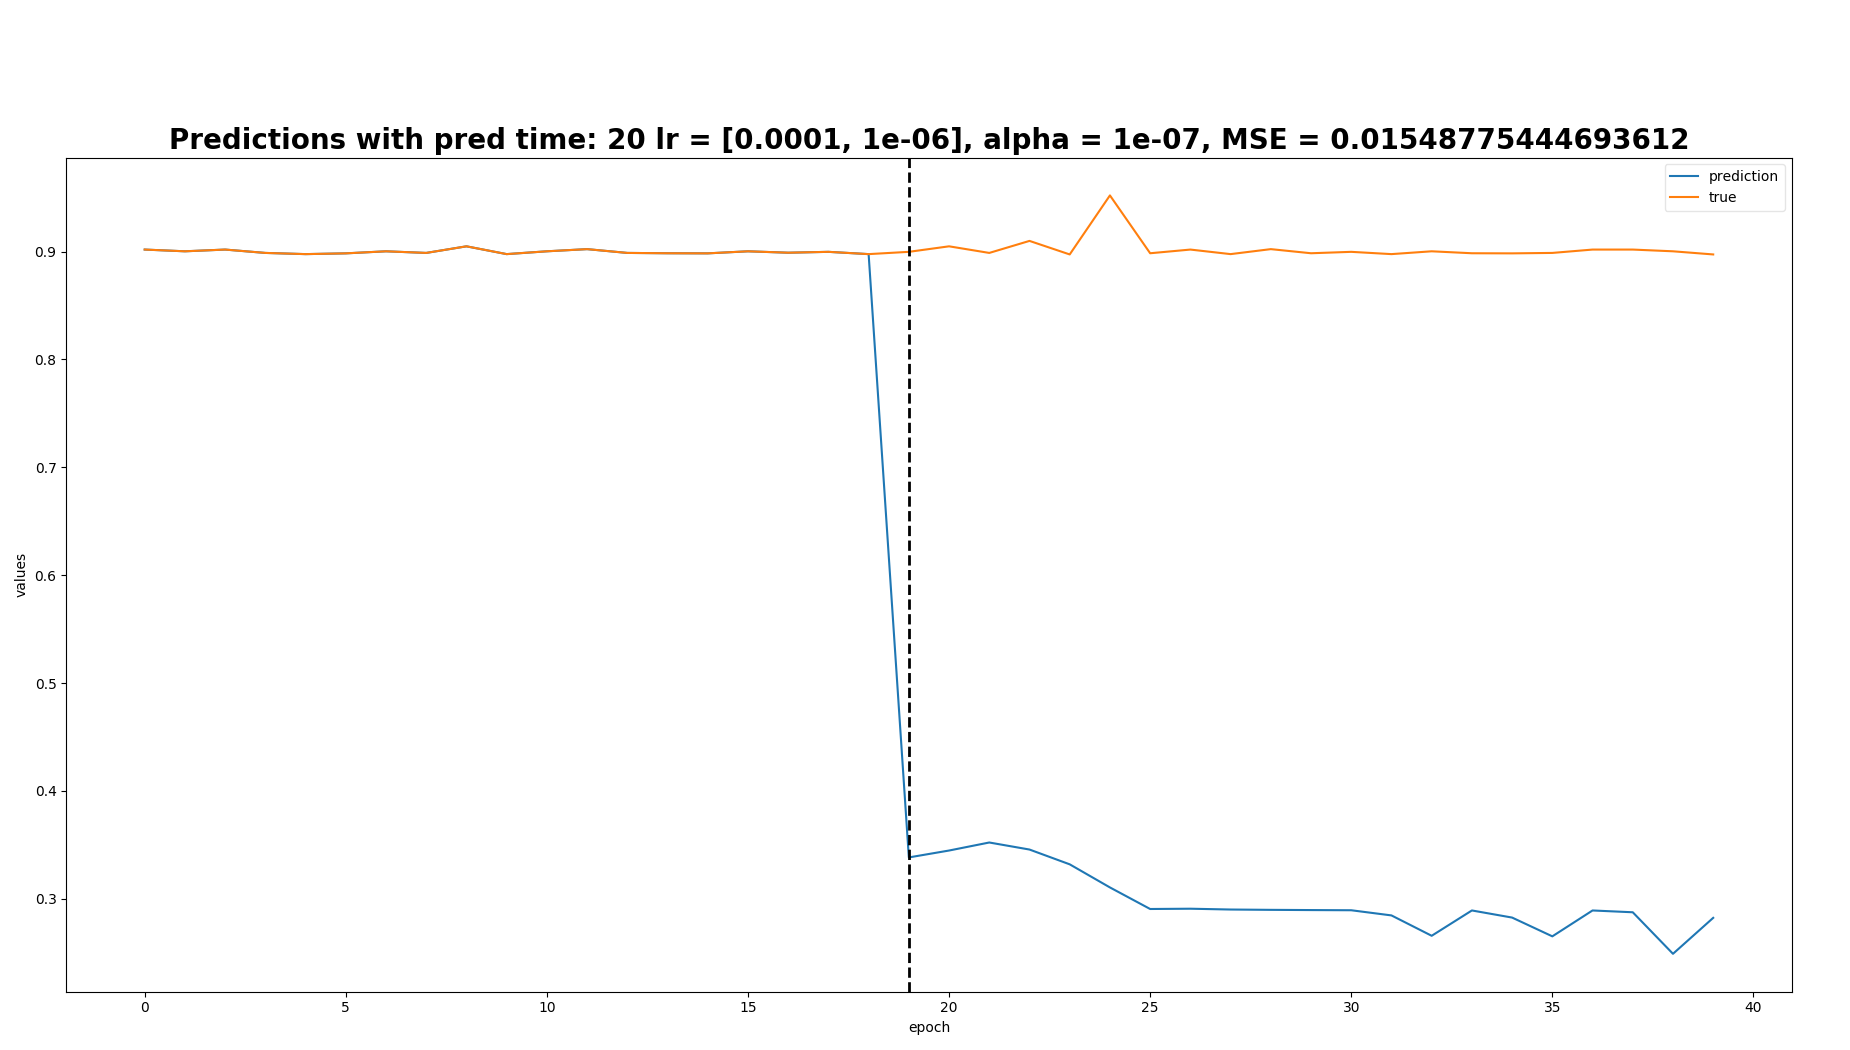 Predictions with pred time: 20 lr = [0.0001, 1e-06], alpha = 1e-07, MSE = 0.01548775444693612
prediction
true
values
0.9
0.8
0.7
0.6
0.5
0.4
0.3
0 5 10 15 20 25 30 35 40
epoch